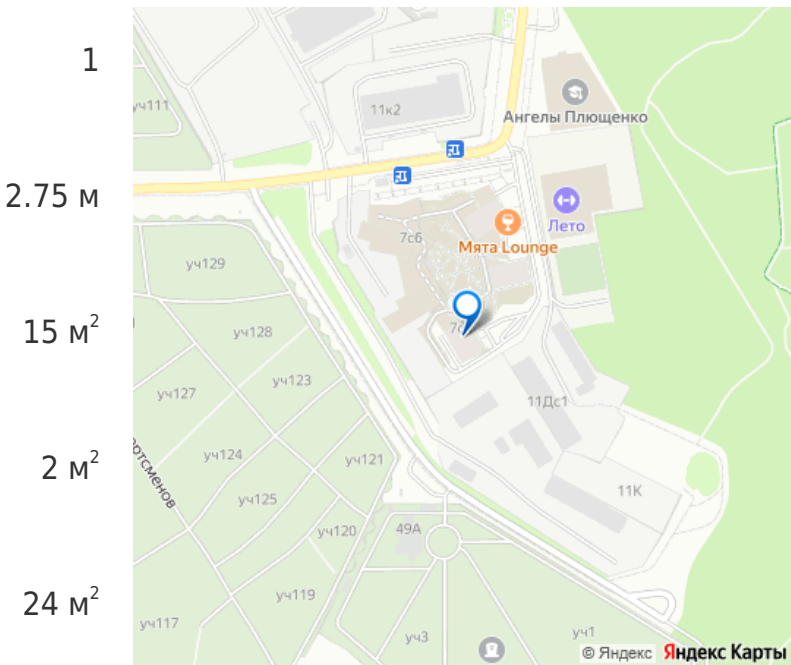 1
2.75 м
15 м²
2 м²
24 м²
уч111
11к2
Ангелы Плющенко
7с6
Мята Lounge
Лето
уч129
уч128
уч127
уч123
11Дс1
уч124
уч121
ортсменов
уч125
11К
уч120
49А
уч119
уч117
уч3
уч1
© Яндекс Яндекс Карты